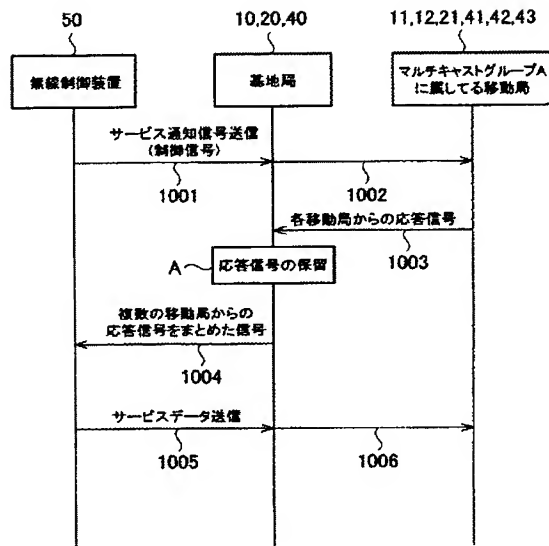 50
10,20,40
11,12,21,41,42,43
無線制御装置
基地局
マルチキャストグループA
に属してる移動局
サービス通知信号送信
(制御信号)
1001
1002
各移動局からの応答信号
1003
A
応答信号の保留
複数の移動局からの
応答信号をまとめた信号
1004
サービスデータ送信
1005
1006